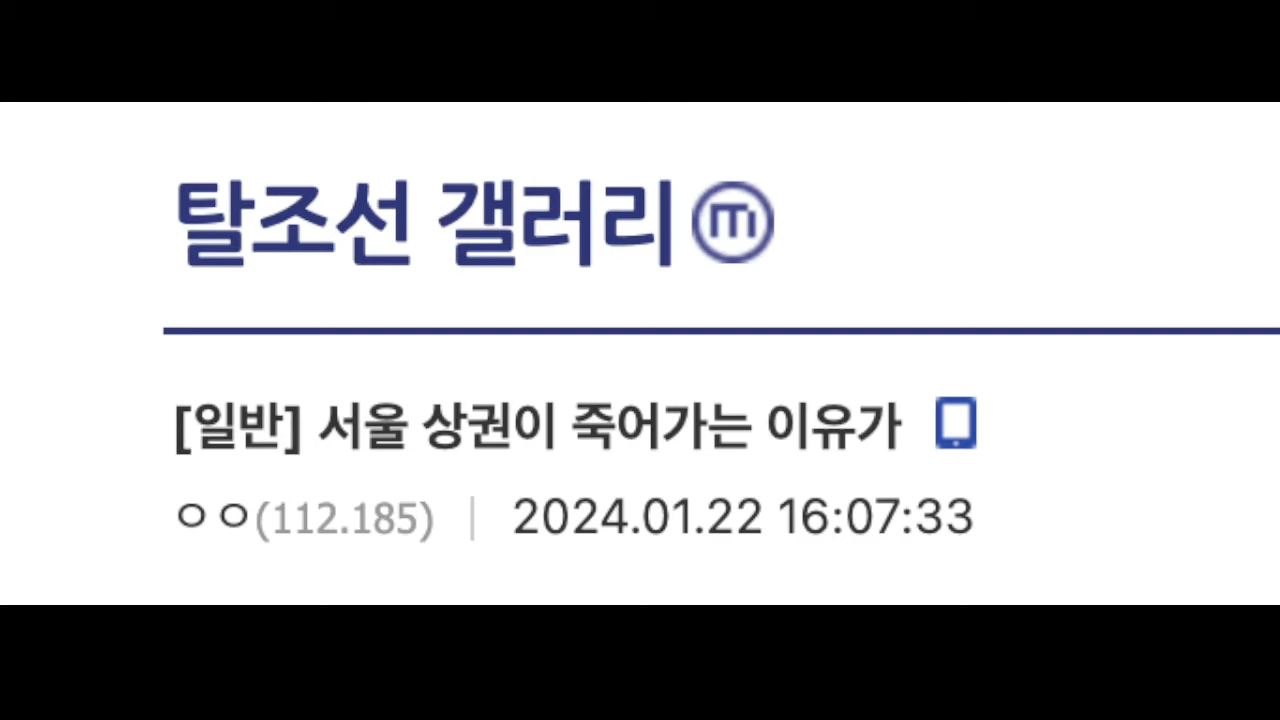 탈조선 갤러리 ⓜ
[일반] 서울 상권이 죽어가는 이유가
ㅇㅇ(112.185) | 2024.01.22 16:07:33